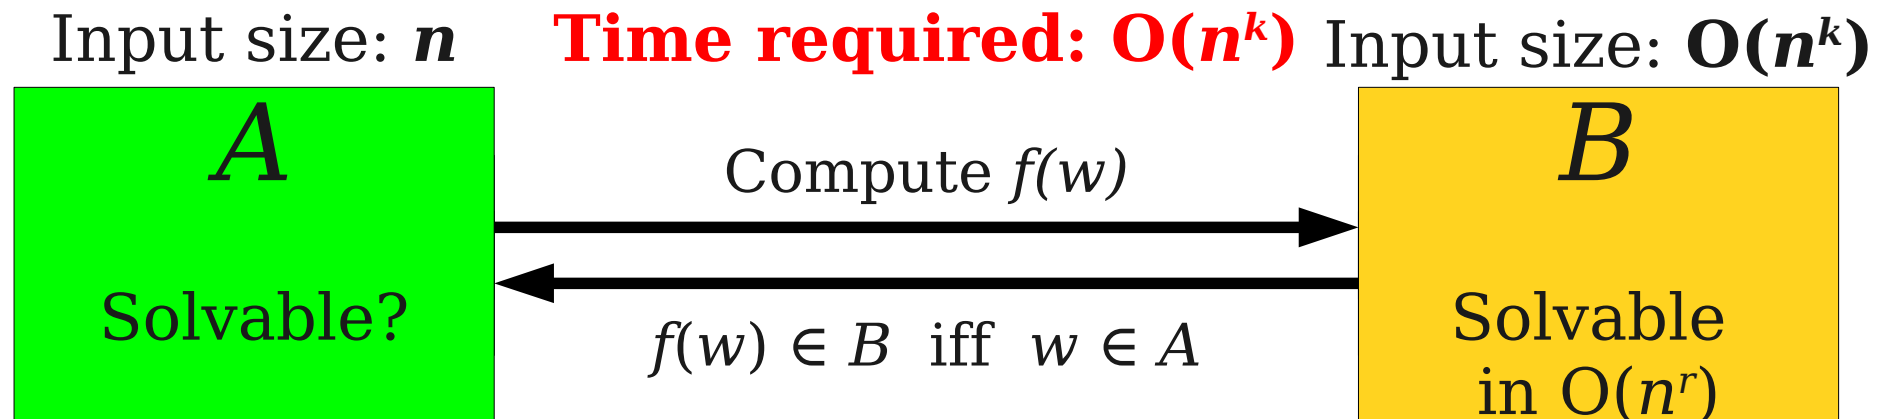 Input size: n
Time required: O(nᵏ)
Input size: O(nᵏ)
A
B
Compute f(w)
Solvable?
f(w) ∈ B iff w ∈ A
Solvable
in O(nʳ)